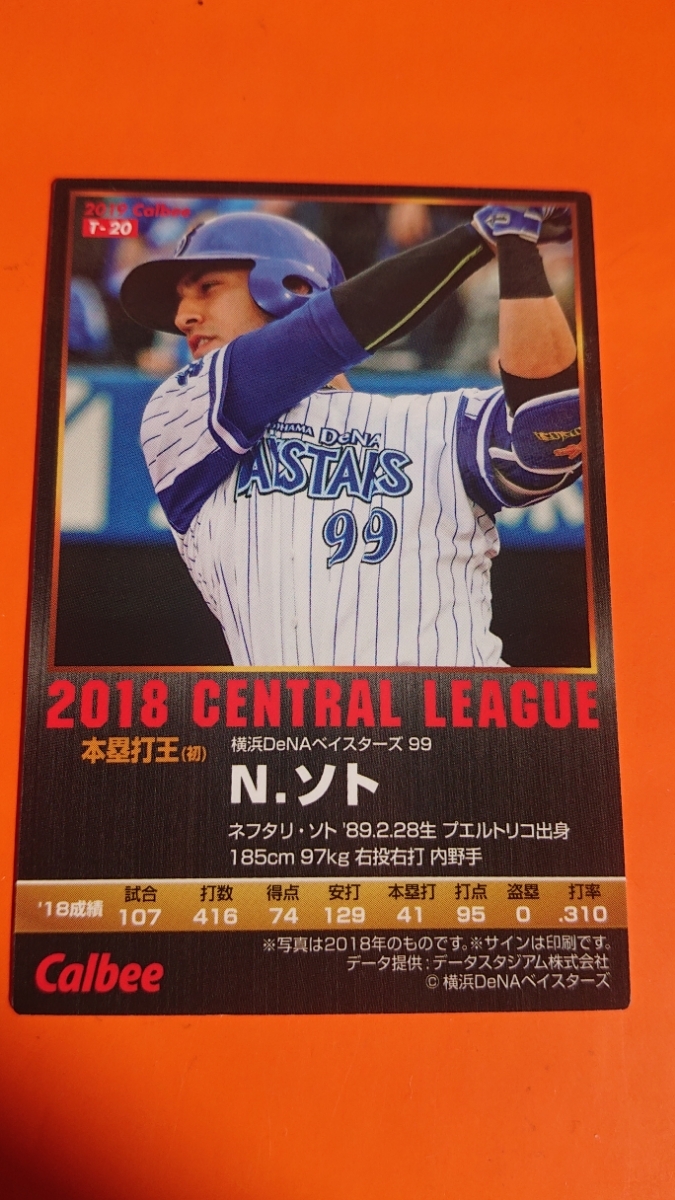 2019 Calbee
T-20
YOKOHAMA DeNA
BAYSTARS
99
2018 CENTRAL LEAGUE
本塁打王(初)
横浜DeNAベイスターズ 99
N.ソト
ネフタリ・ソト '89.2.28生 プエルトリコ出身
185cm 97kg 右投右打 内野手
'18成績 試合 打数 得点 安打 本塁打 打点 盗塁 打率
107 416 74 129 41 95 0 .310
※写真は2018年のものです。※サインは印刷です。
データ提供:データスタジアム株式会社
Calbee
© 横浜DeNAベイスターズ